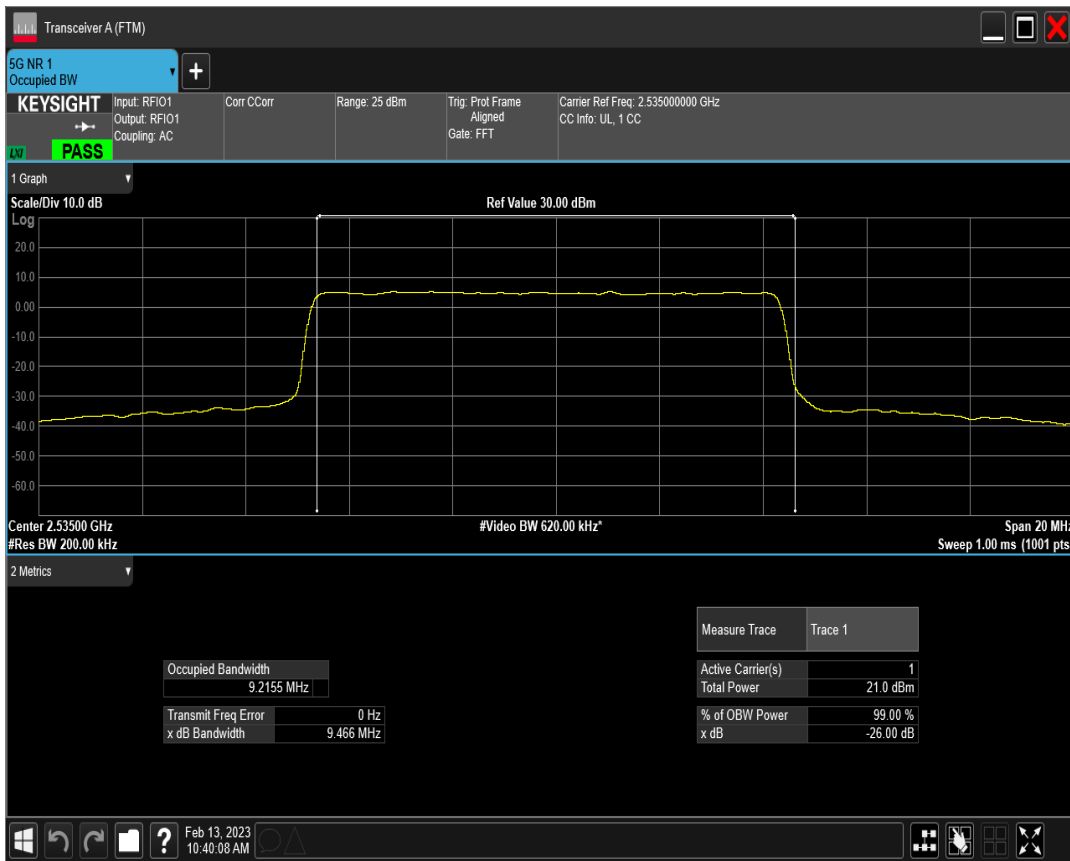 Transceiver A (FTM)
5G NR 1
Occupied BW
+
KEYSIGHT
LXI
PASS
Input: RFIO1
Output: RFIO1
Coupling: AC
Corr CCorr
Range: 25 dBm
Trig: Prot Frame
Aligned
Gate: FFT
Carrier Ref Freq: 2.535000000 GHz
CC Info: UL, 1 CC
1 Graph
Scale/Div 10.0 dB
Ref Value 30.00 dBm
Log
20.0
10.0
0.00
-10.0
-20.0
-30.0
-40.0
-50.0
-60.0
Center 2.53500 GHz
#Video BW 620.00 kHz*
Span 20 MHz
#Res BW 200.00 kHz
Sweep 1.00 ms (1001 pts
2 Metrics
Measure Trace
Trace 1
Occupied Bandwidth
9.2155 MHz
Active Carrier(s) 1
Total Power 21.0 dBm
Transmit Freq Error 0 Hz
x dB Bandwidth 9.466 MHz
% of OBW Power 99.00 %
x dB -26.00 dB
?
Feb 13, 2023
10:40:08 AM